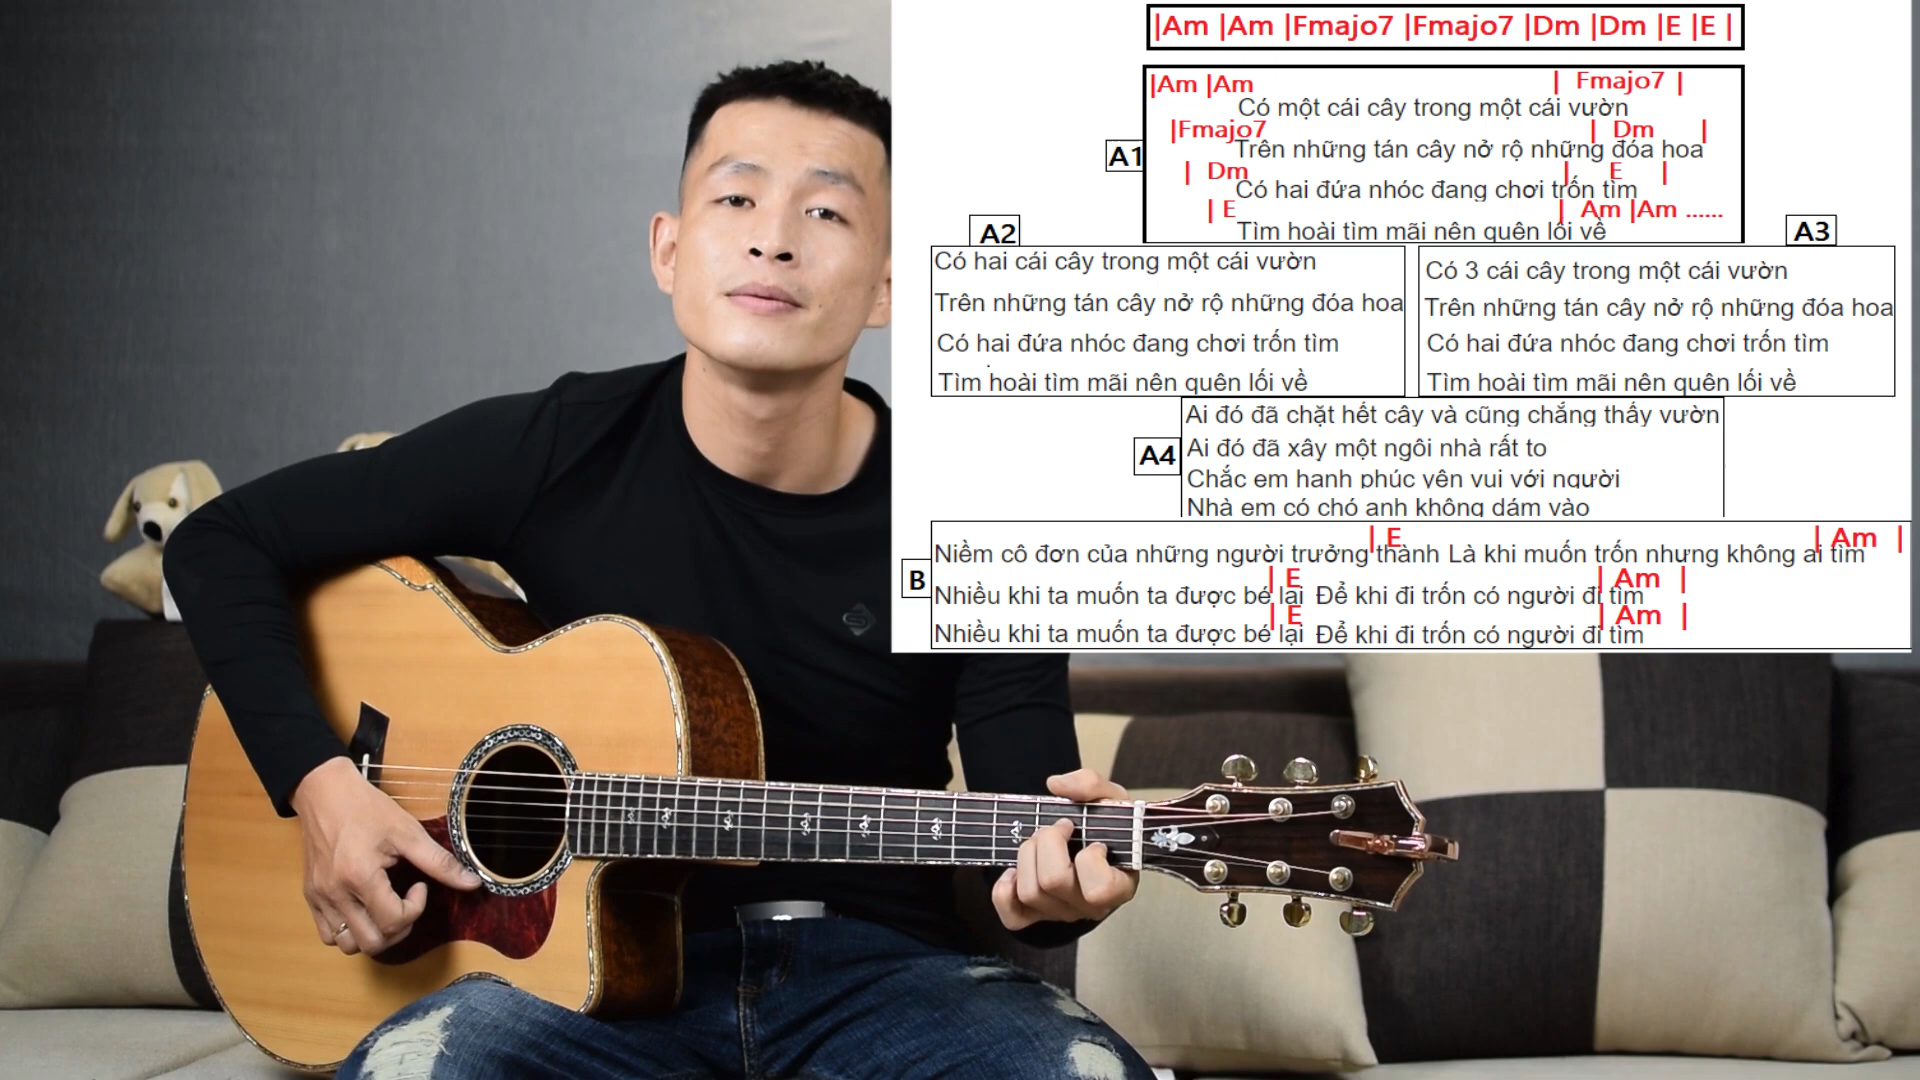 |Am |Am |Fmajo7 |Fmajo7 |Dm |Dm |E |E |
|Am |Am | Fmajo7 |
Có một cái cây trong một cái vườn
|Fmajo7 | Dm |
A1
Trên những tán cây nở rộ những đóa hoa
| Dm | E |
Có hai đứa nhóc đang chơi trốn tìm
| E | Am |Am ......
Tìm hoài tìm mãi nên quên lối về
A2
Có hai cái cây trong một cái vườn
Trên những tán cây nở rộ những đóa hoa
Có hai đứa nhóc đang chơi trốn tìm
Tìm hoài tìm mãi nên quên lối về
A3
Có 3 cái cây trong một cái vườn
Trên những tán cây nở rộ những đóa hoa
Có hai đứa nhóc đang chơi trốn tìm
Tìm hoài tìm mãi nên quên lối về
A4
Ai đó đã chặt hết cây và cũng chẳng thấy vườn
Ai đó đã xây một ngôi nhà rất to
Chắc em hạnh phúc yên vui với người
Nhà em có chó anh không dám vào
B
| E | Am |
Niềm cô đơn của những người trưởng thành Là khi muốn trốn nhưng không ai tìm
| E | Am |
Nhiều khi ta muốn ta được bé lại Để khi đi trốn có người đi tìm
| E | Am |
Nhiều khi ta muốn ta được bé lại Để khi đi trốn có người đi tìm